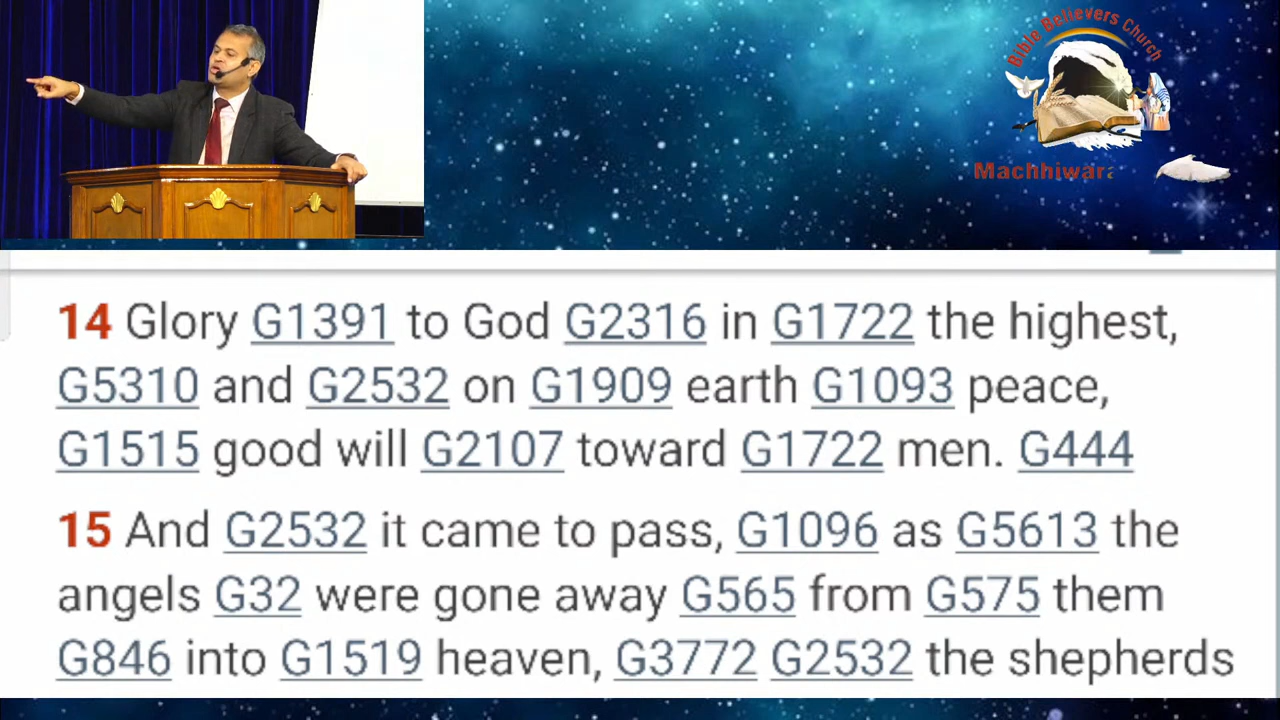 Bible Believers Church
Machhiwara
14 Glory G1391 to God G2316 in G1722 the highest,
G5310 and G2532 on G1909 earth G1093 peace,
G1515 good will G2107 toward G1722 men. G444
15 And G2532 it came to pass, G1096 as G5613 the
angels G32 were gone away G565 from G575 them
G846 into G1519 heaven, G3772 G2532 the shepherds